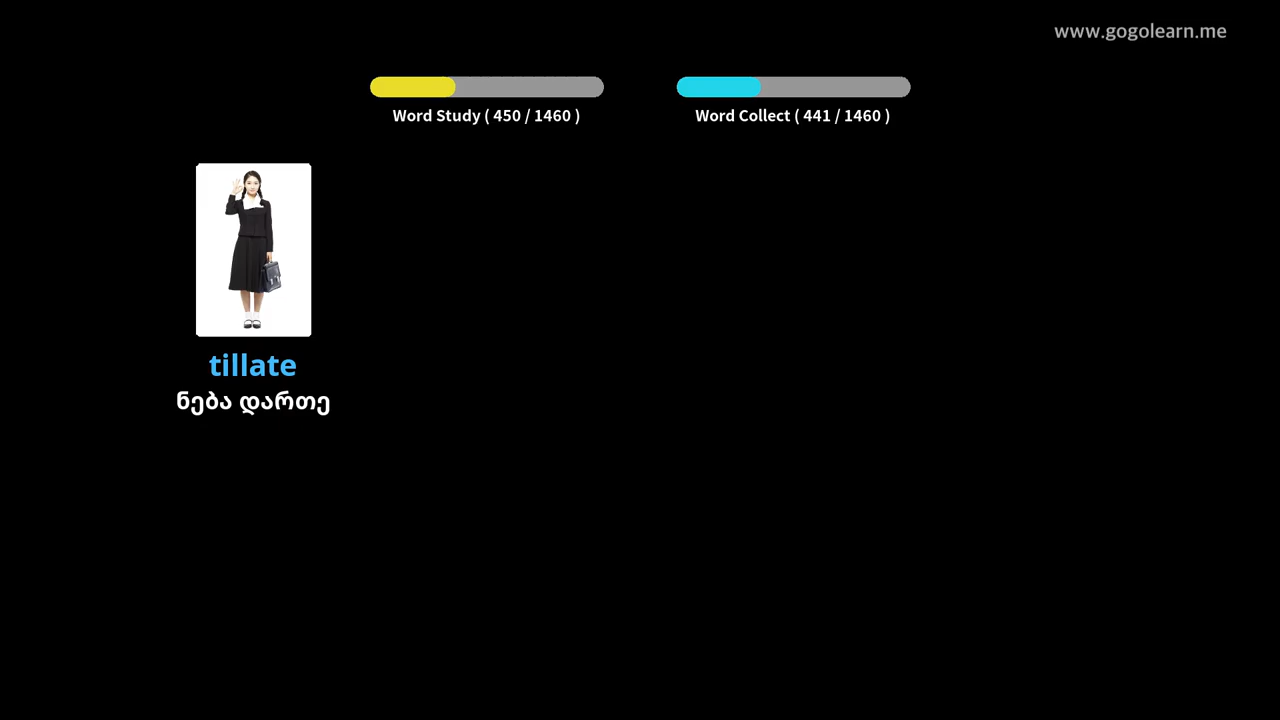 www.gogolearn.me
Word Study ( 450 / 1460 )
Word Collect ( 441 / 1460 )
tillate
ნება დართე